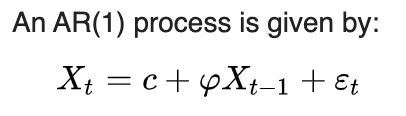 An AR(1) process is given by:
Xₜ = c + φXₜ₋₁ + εₜ